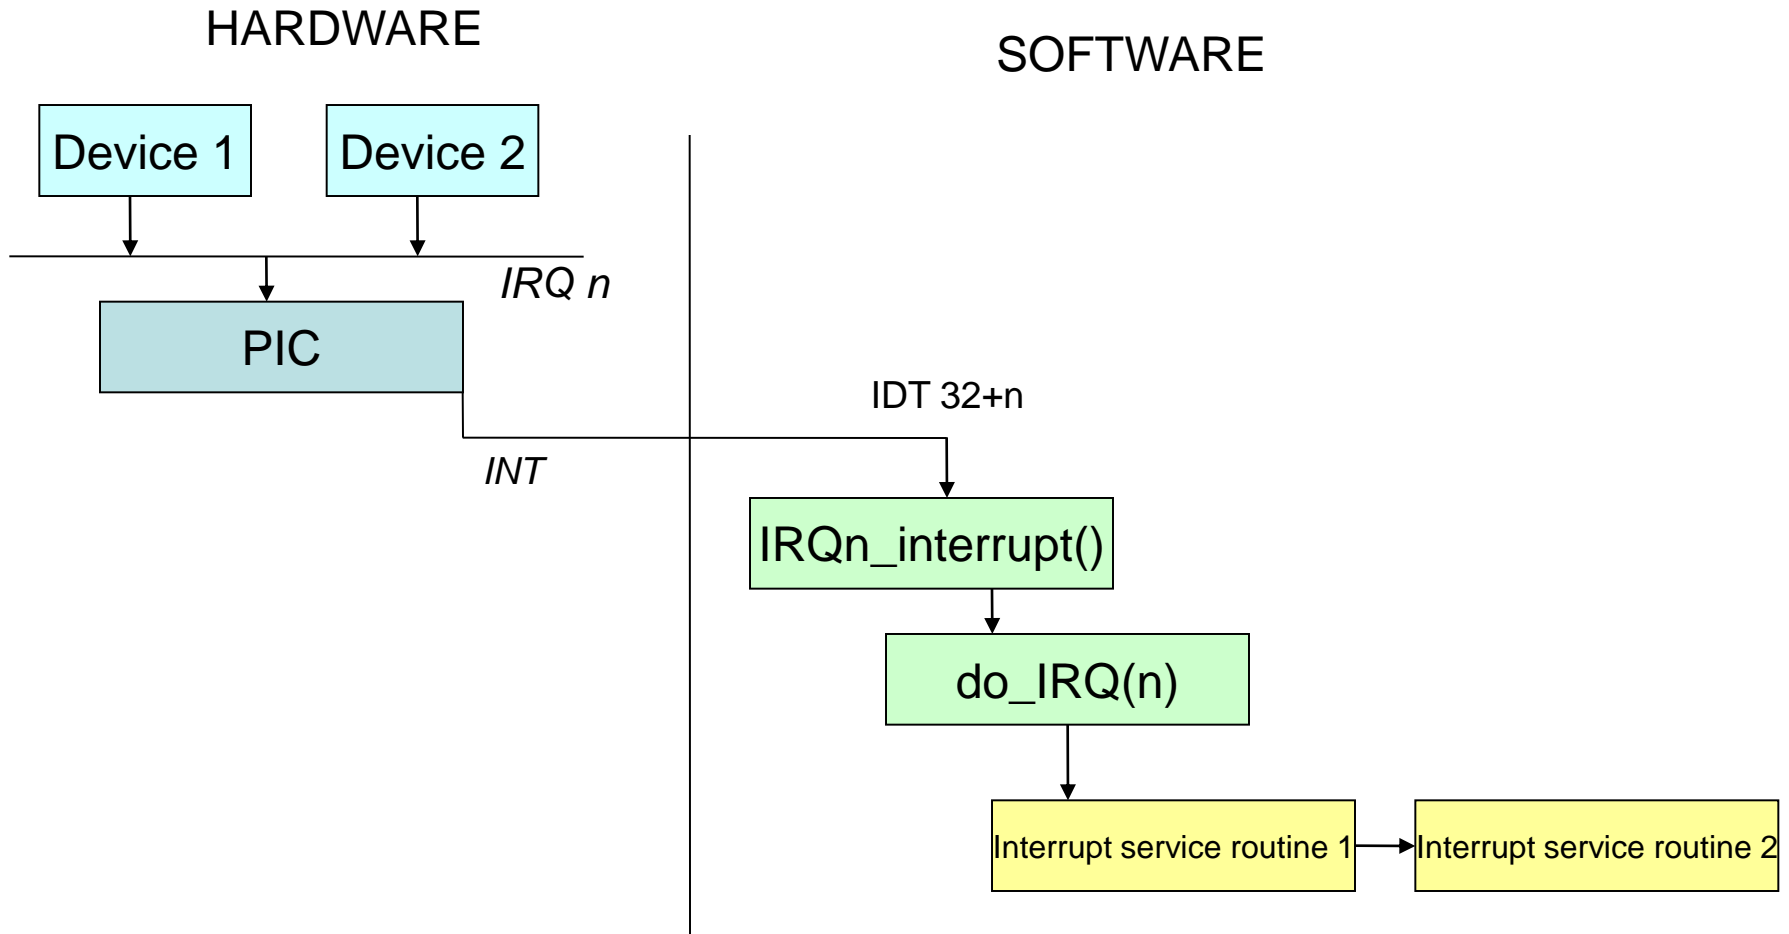 HARDWARE
SOFTWARE
Device 1
Device 2
IRQ n
PIC
IDT 32+n
INT
IRQn_interrupt()
do_IRQ(n)
Interrupt service routine 1
Interrupt service routine 2